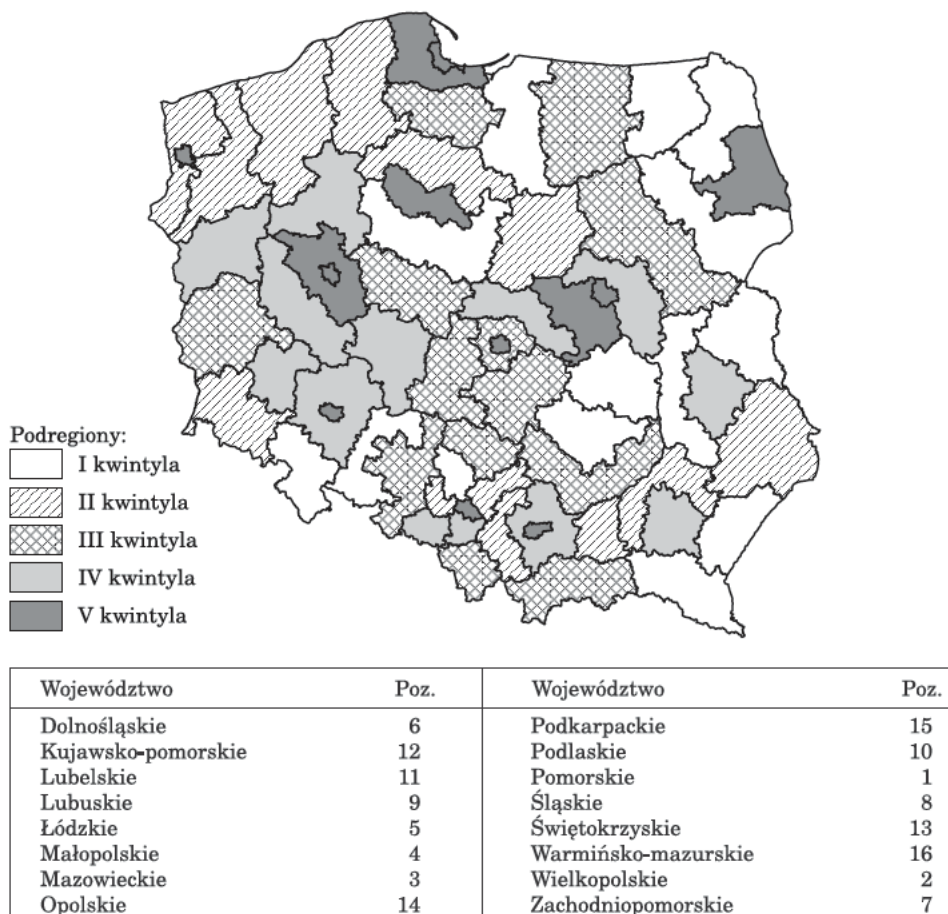 Podregiony:
I kwintyla
II kwintyla
III kwintyla
IV kwintyla
V kwintyla
Województwo Poz. Województwo Poz.
Dolnośląskie 6 Podkarpackie 15
Kujawsko-pomorskie 12 Podlaskie 10
Lubelskie 11 Pomorskie 1
Lubuskie 9 Śląskie 8
Łódzkie 5 Świętokrzyskie 13
Małopolskie 4 Warmińsko-mazurskie 16
Mazowieckie 3 Wielkopolskie 2
Opolskie 14 Zachodniopomorskie 7